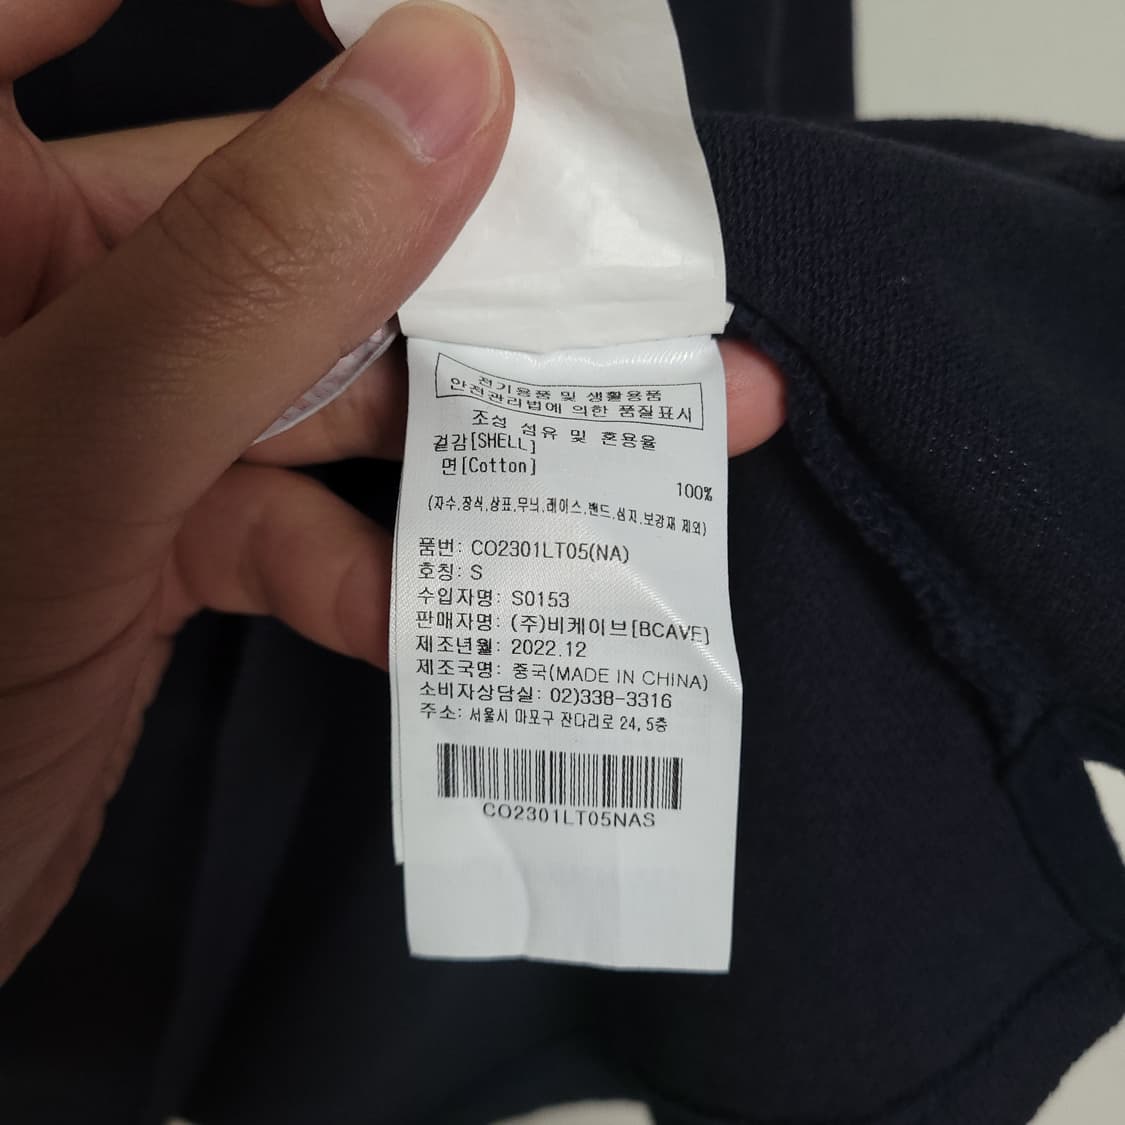 전기용품 및 생활용품
안전관리법에 의한 품질표시
조성 섬유 및 혼용율
겉감[SHELL]
면[Cotton]
100%
(자수,장식,상표,무늬,레이스,밴드,심지,보강재 제외)
품번: CO2301LT05(NA)
호칭: S
수입자명: S0153
판매자명: (주)비케이브[BCAVE]
제조년월: 2022.12
제조국명: 중국(MADE IN CHINA)
소비자상담실: 02)338-3316
주소: 서울시 마포구 잔다리로 24, 5층
CO2301LT05NAS